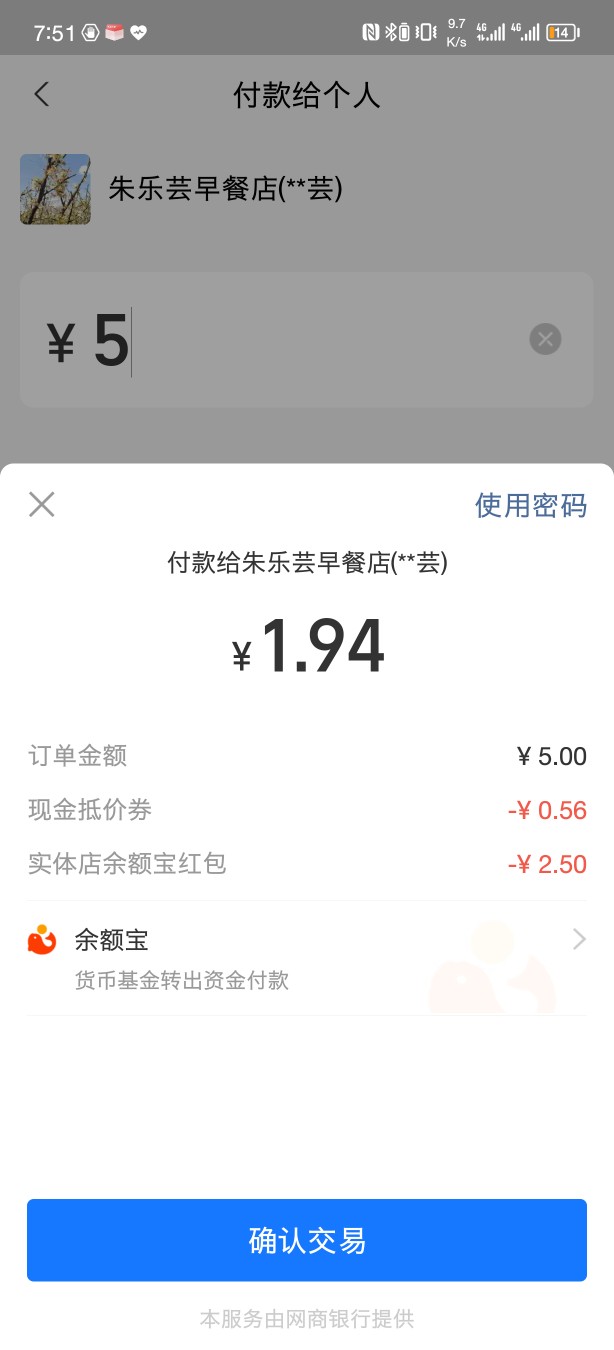 7:51
9.7
K/s
4G
4G
14
付款给个人
朱乐芸早餐店(**芸)
¥ 5
使用密码
付款给朱乐芸早餐店(**芸)
¥ 1.94
订单金额 ¥ 5.00
现金抵价券 -¥ 0.56
实体店余额宝红包 -¥ 2.50
余额宝
货币基金转出资金付款
确认交易
本服务由网商银行提供